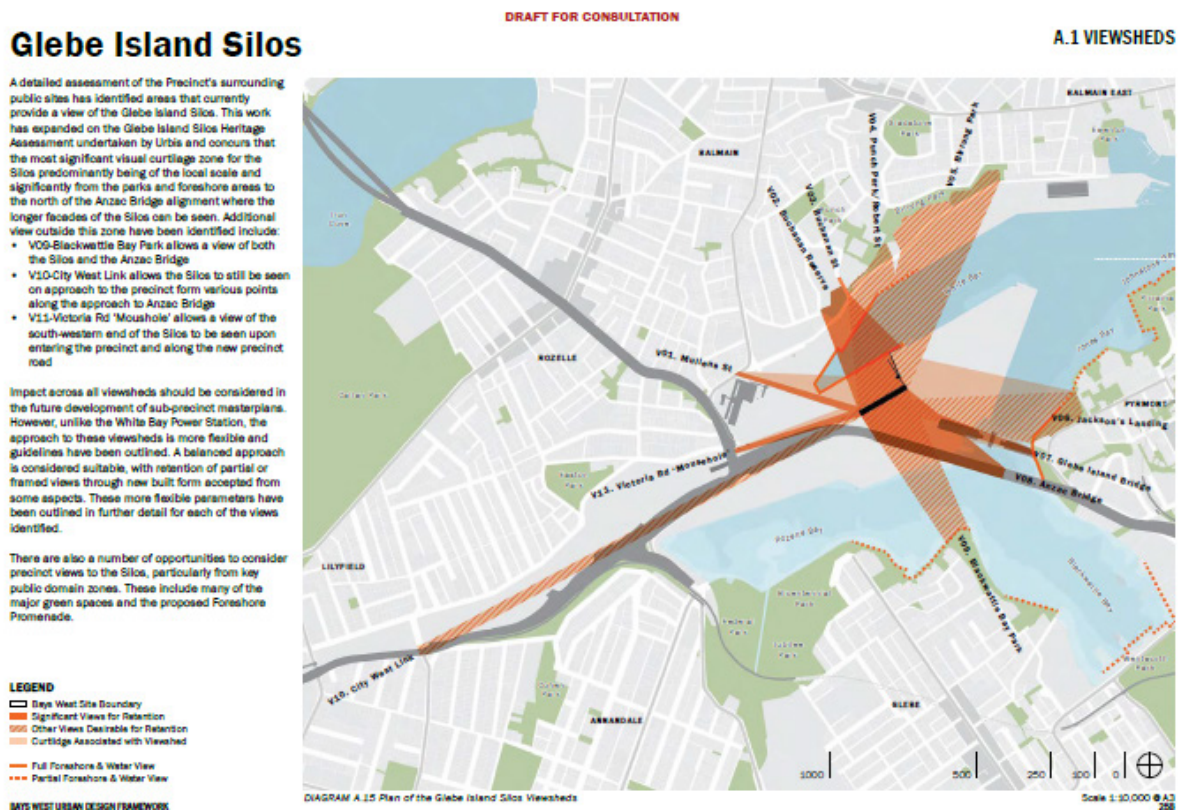 DRAFT FOR CONSULTATION
Glebe Island Silos
A.1 VIEWSHEDS
A detailed assessment of the Precinct's surrounding
public sites has identified areas that currently
provide a view of the Glebe Island Silos. This work
has expanded on the Glebe Island Silos Heritage
Assessment undertaken by Urbis and concurs that
the most significant visual curtilage zone for the
Silos predominantly being of the local scale and
significantly from the parks and foreshore areas to
the north of the Anzac Bridge alignment where the
longer facades of the Silos can be seen. Additional
view outside this zone have been identified include:
• V09-Blackwattle Bay Park allows a view of both
the Silos and the Anzac Bridge
• V10-City West Link allows the Silos to still be seen
on approach to the precinct form various points
along the approach to Anzac Bridge
• V11-Victoria Rd 'Moushole' allows a view of the
south-western end of the Silos to be seen upon
entering the precinct and along the new precinct
road
Impact across all viewsheds should be considered in
the future development of sub-precinct masterplans.
However, unlike the White Bay Power Station, the
approach to these viewsheds is more flexible and
guidelines have been outlined. A balanced approach
is considered suitable, with retention of partial or
framed views through new built form accepted from
some aspects. These more flexible parameters have
been outlined in further detail for each of the views
identified.
There are also a number of opportunities to consider
precinct views to the Silos, particularly from key
public domain zones. These include many of the
major green spaces and the proposed Foreshore
Promenade.
LEGEND
Bays West Site Boundary
Significant Views for Retention
Other Views Desirable for Retention
Curtlidge Associated with Viewshed
Full Foreshore & Water View
Partial Foreshore & Water View
BAYS WEST URBAN DESIGN FRAMEWORK
BALMAIN EAST
BALMAIN
V04. Punch Park/ Robert St
V05. Birrong Park
V03. Buchanan St
V02. Buchanan Reserve
White Bay
Jones Bay
ROZELLE
V01. Mullens St
Callan Park
PYRMONT
V06. Jackson's Landing
V07. Glebe Island Bridge
V08. Anzac Bridge
Easton
Park
V11. Victoria Rd -Mousehole
Rozelle Bay
Blackwattle Bay
V09. Blackwattle Bay Park
LILYFIELD
Bicentennial
Park
Federal
Park
Jubilee
Park
Wentworth
Park
V10. City West Link
ANNANDALE
GLEBE
1000
500
250
100
0
DIAGRAM A.15 Plan of the Glebe Island Silos Viewsheds
Scale 1:10,000 @ A3